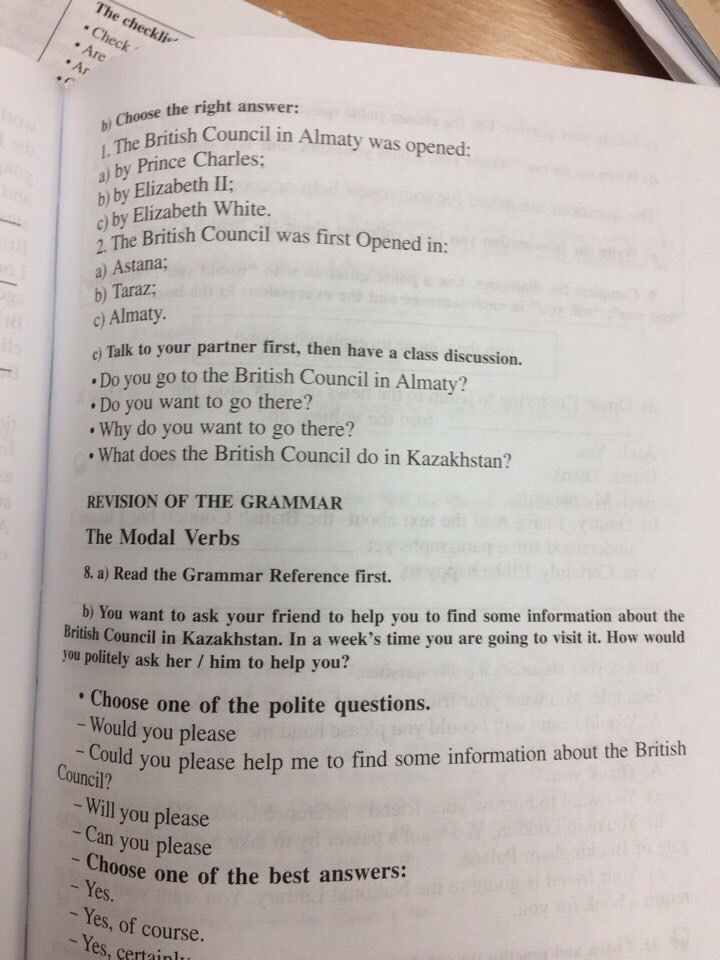 The checklist
• Check
• Are
• Ar
b) Choose the right answer:
1. The British Council in Almaty was opened:
a) by Prince Charles;
b) by Elizabeth II;
c) by Elizabeth White.
2. The British Council was first Opened in:
a) Astana;
b) Taraz;
c) Almaty.
c) Talk to your partner first, then have a class discussion.
• Do you go to the British Council in Almaty?
• Do you want to go there?
• Why do you want to go there?
• What does the British Council do in Kazakhstan?
REVISION OF THE GRAMMAR
The Modal Verbs
8. a) Read the Grammar Reference first.
b) You want to ask your friend to help you to find some information about the
British Council in Kazakhstan. In a week's time you are going to visit it. How would
you politely ask her / him to help you?
• Choose one of the polite questions.
– Would you please
– Could you please help me to find some information about the British
Council?
– Will you please
– Can you please
– Choose one of the best answers:
– Yes.
– Yes, of course.
– Yes, certainly